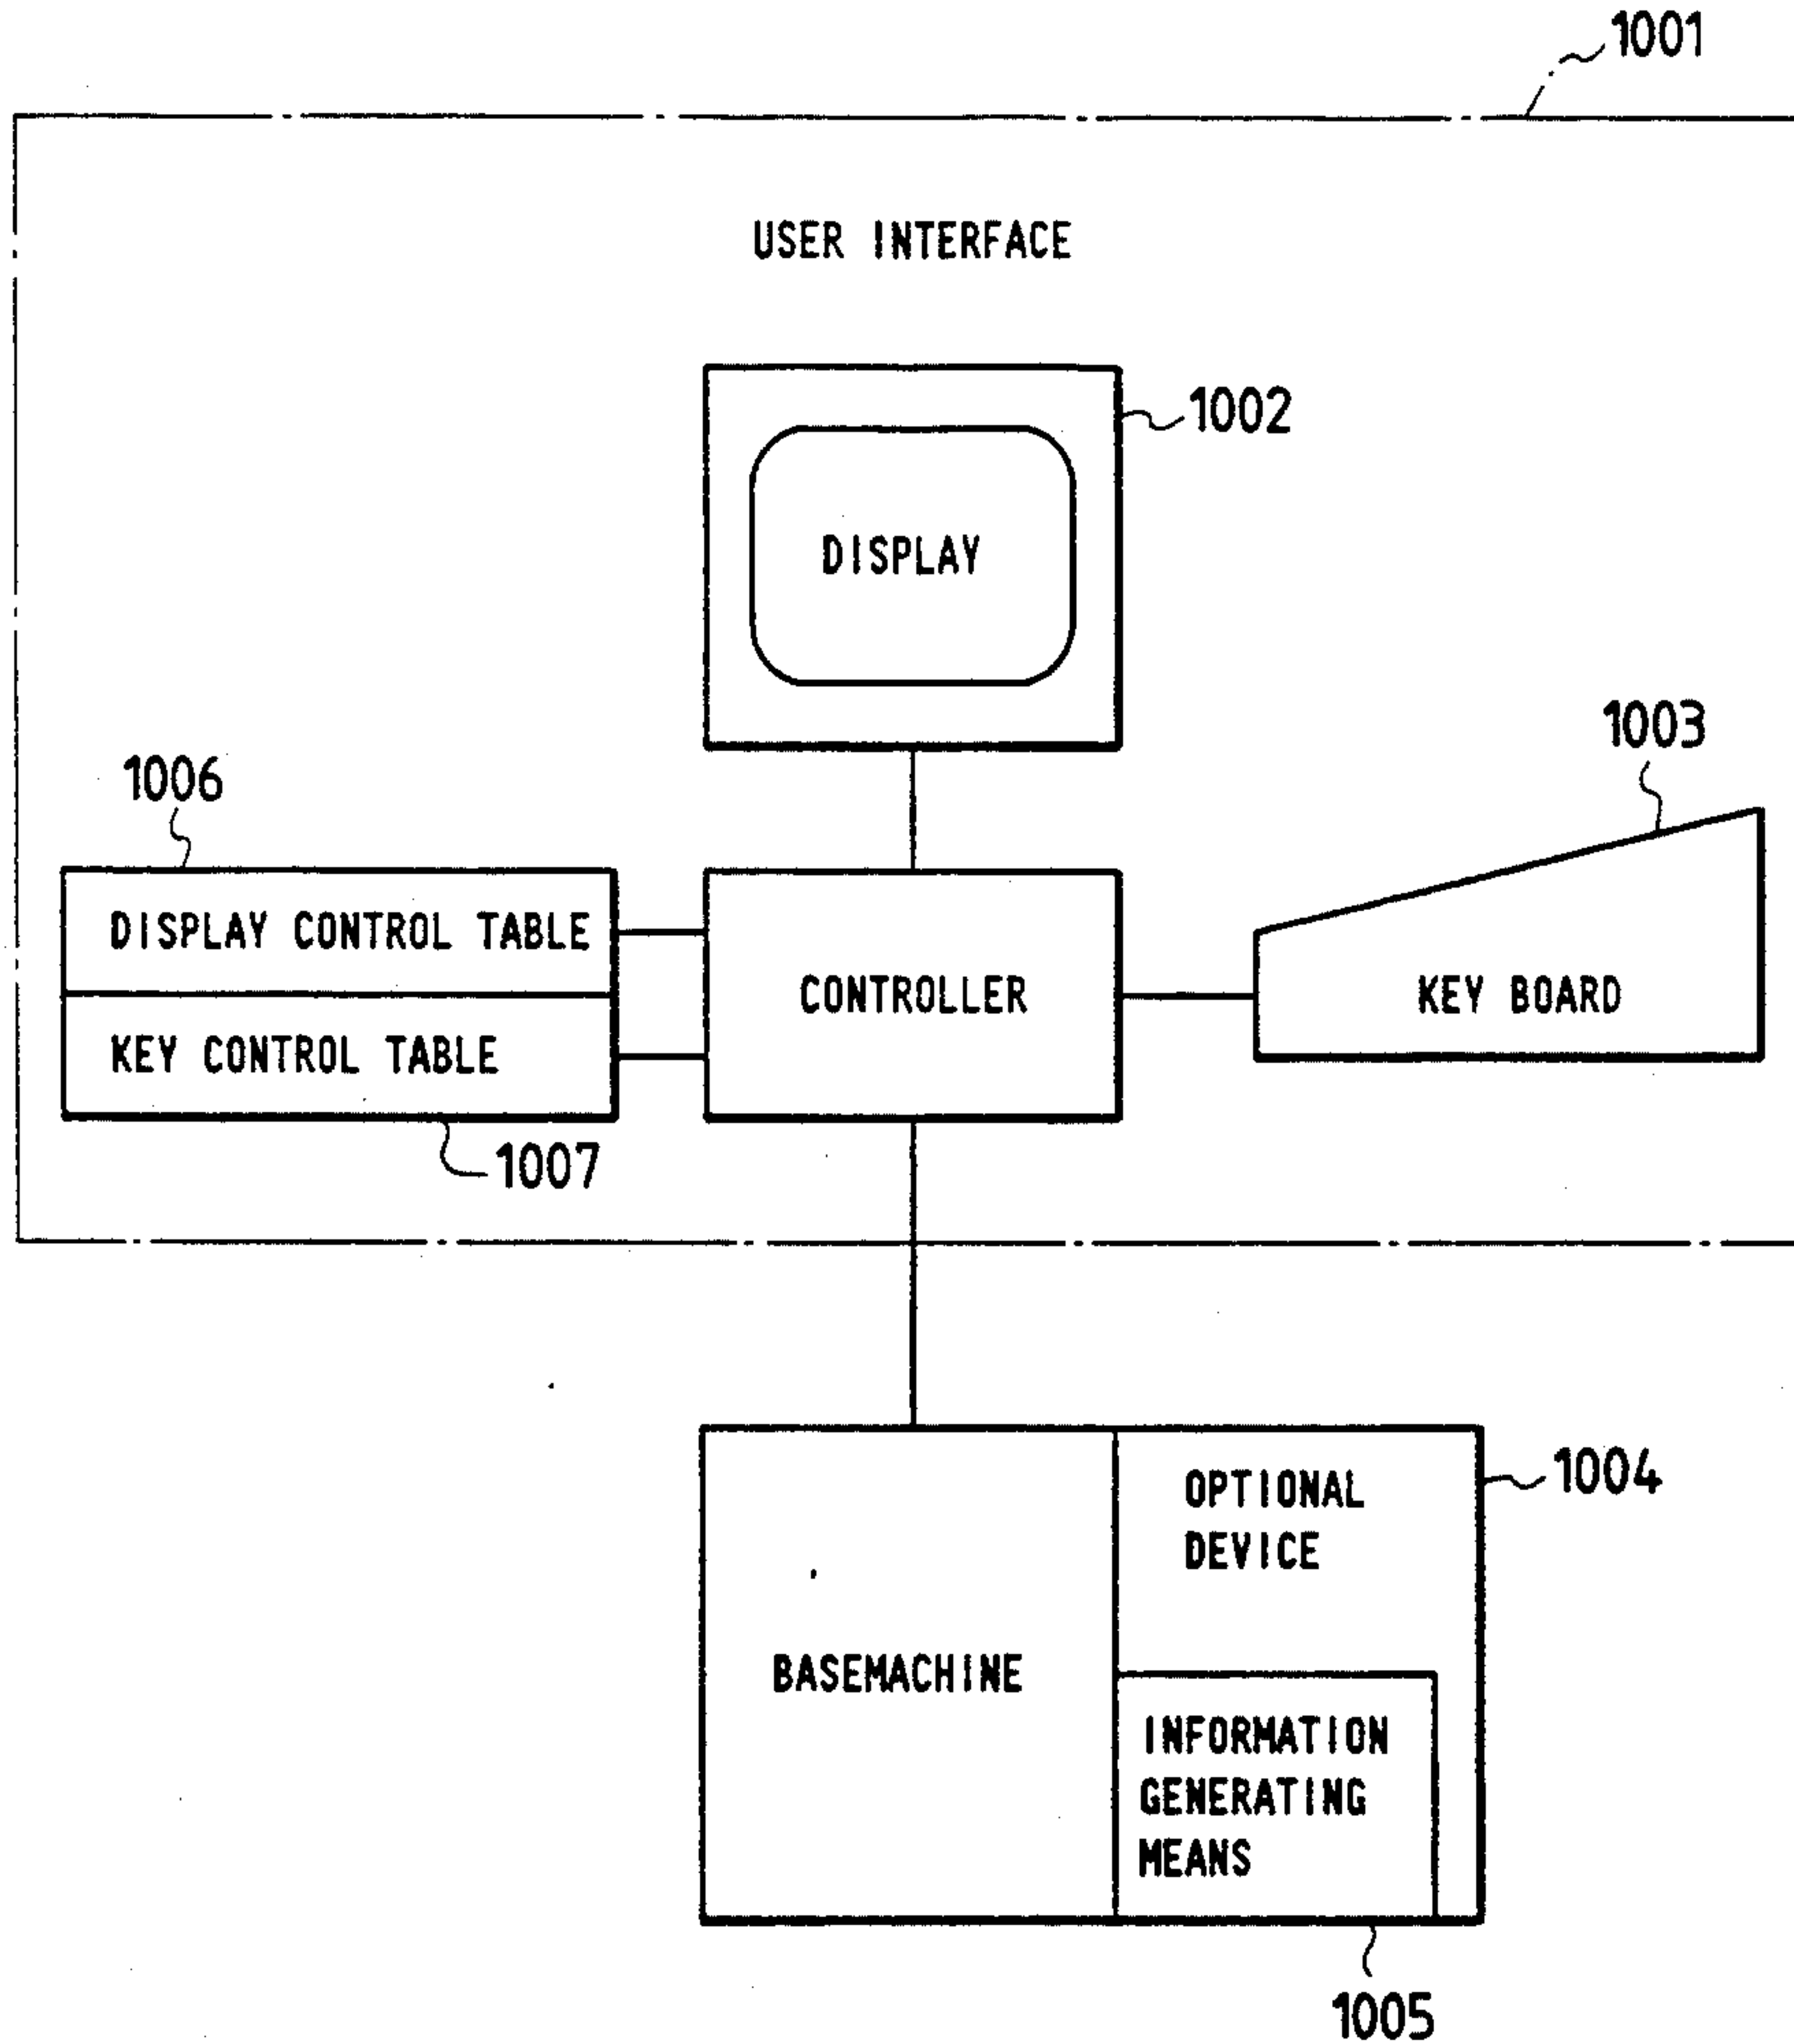 1001
USER INTERFACE
1002
DISPLAY
1003
1006
DISPLAY CONTROL TABLE
CONTROLLER
KEY BOARD
KEY CONTROL TABLE
1007
OPTIONAL
DEVICE
1004
BASEMACHINE
INFORMATION
GENERATING
MEANS
1005